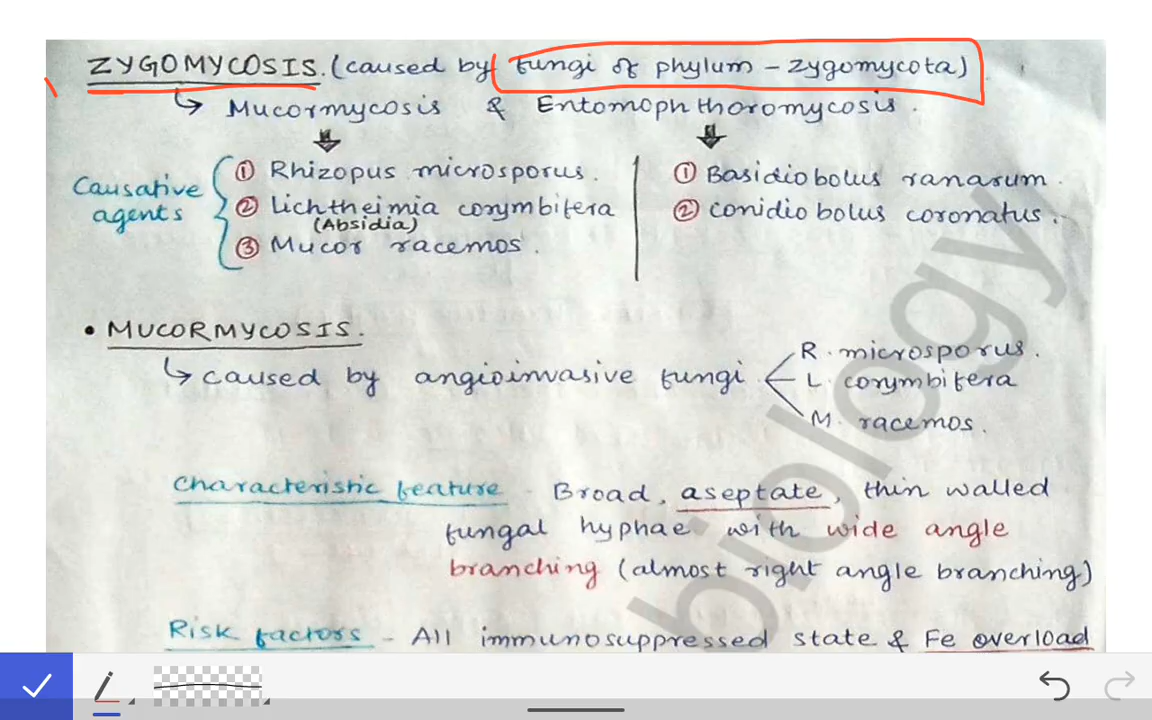 ZYGOMYCOSIS. (caused by fungi of phylum - zygomycota)
↳ Mucormycosis & Entomophthoromycosis.
Causative agents
① Rhizopus microsporus.
② Lichtheimia corymbifera
(Absidia)
③ Mucor racemos.
① Basidiobolus ranarum.
② conidiobolus coronatus.
• MUCORMYCOSIS.
↳ caused by angioinvasive fungi
R. microsporus.
L. corymbifera
M. racemos.
Characteristic feature - Broad, aseptate, thin walled
fungal hyphae with wide angle
branching (almost right angle branching)
Risk factors - All immunosuppressed state & Fe overload
biology